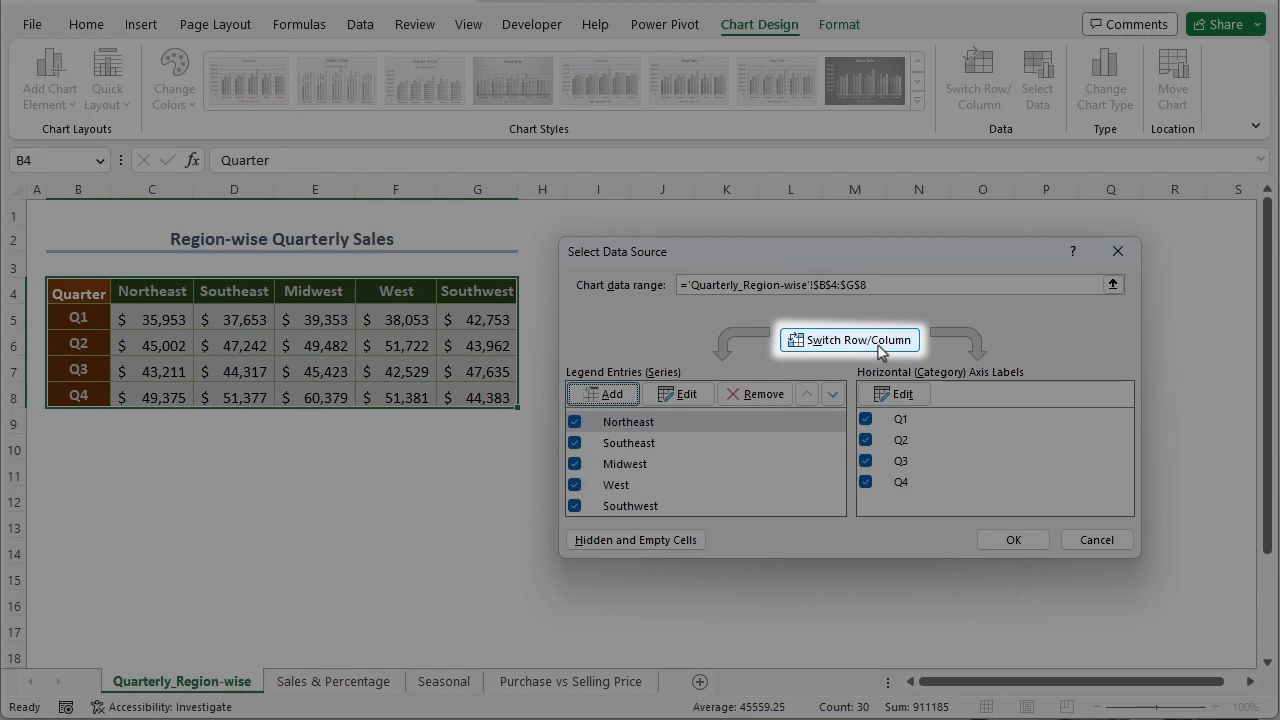 File Home Insert Page Layout Formulas Data Review View Developer Help Power Pivot Chart Design Format Comments Share
Add Chart Element Quick Layout Change Colors Switch Row/ Column Select Data Change Chart Type Move Chart
Chart Layouts Chart Styles Data Type Location
B4 fx Quarter
A B C D E F G H I J K L M N O P Q R S
1
2 Region-wise Quarterly Sales
3
4 Quarter Northeast Southeast Midwest West Southwest
5 Q1 $ 35,953 $ 37,653 $ 39,353 $ 38,053 $ 42,753
6 Q2 $ 45,002 $ 47,242 $ 49,482 $ 51,722 $ 43,962
7 Q3 $ 43,211 $ 44,317 $ 45,423 $ 42,529 $ 47,635
8 Q4 $ 49,375 $ 51,377 $ 60,379 $ 51,381 $ 44,383
9
10
11
12
13
14
15
16
17
18
Select Data Source ?
Chart data range: ='Quarterly_Region-wise'!$B$4:$G$8
Switch Row/Column
Legend Entries (Series) Horizontal (Category) Axis Labels
Add Edit Remove Edit
Northeast Q1
Southeast Q2
Midwest Q3
West Q4
Southwest
Hidden and Empty Cells OK Cancel
Quarterly_Region-wise Sales & Percentage Seasonal Purchase vs Selling Price
Ready Accessibility: Investigate Average: 45559.25 Count: 30 Sum: 911185 100%